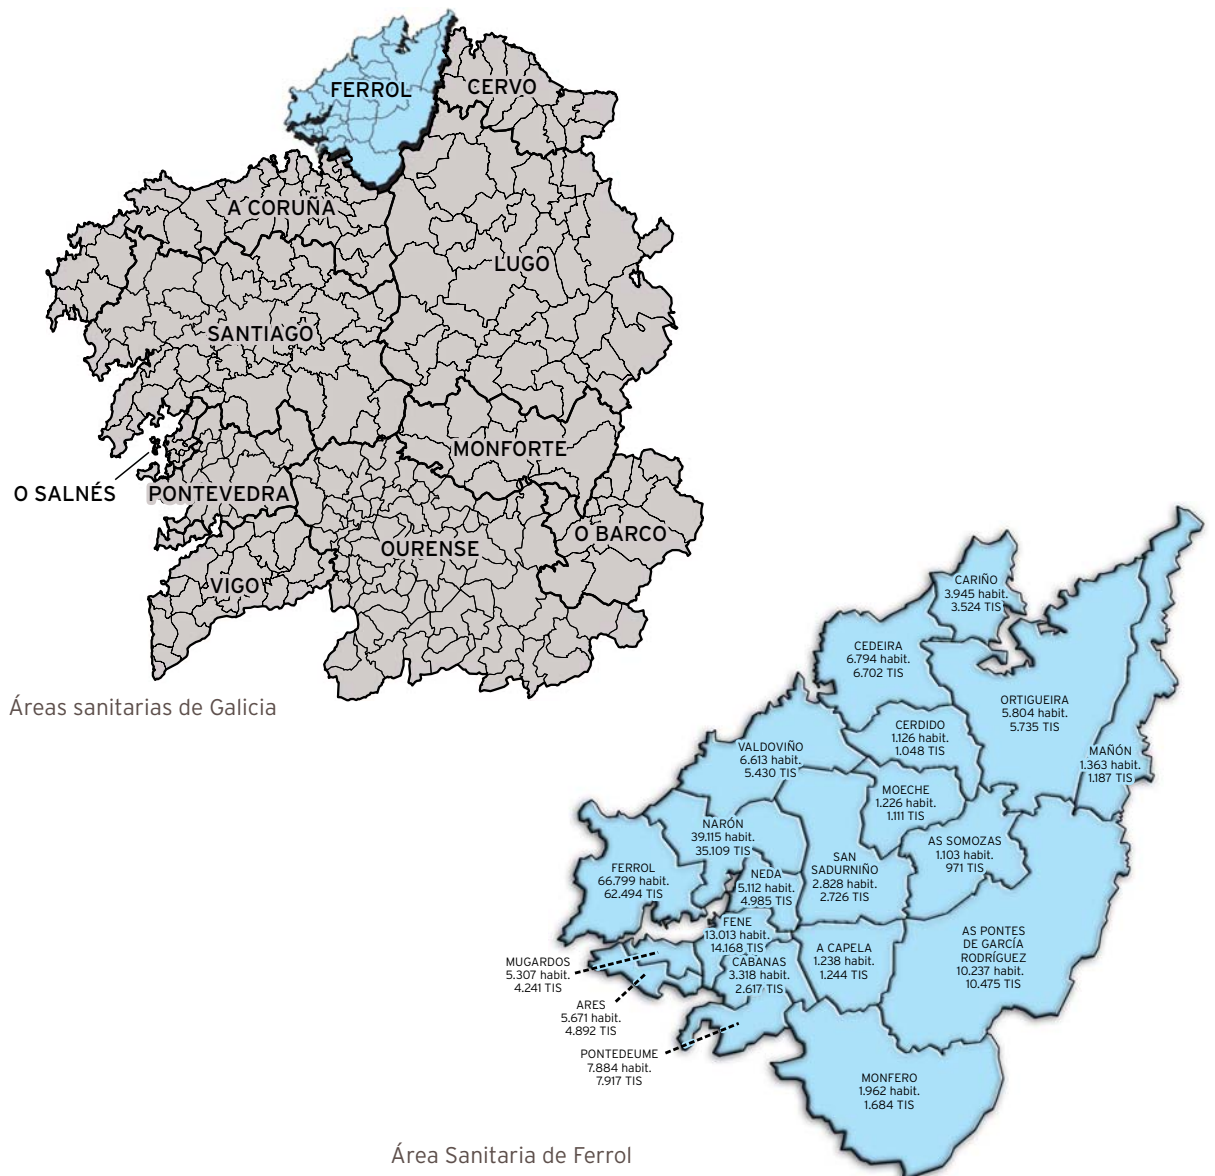 FERROL
CERVO
A CORUÑA
LUGO
SANTIAGO
MONFORTE
O SALNÉS
PONTEVEDRA
O BARCO
OURENSE
VIGO
Áreas sanitarias de Galicia
CARIÑO
3.945 habit.
3.524 TIS
CEDEIRA
6.794 habit.
6.702 TIS
ORTIGUEIRA
5.804 habit.
5.735 TIS
CERDIDO
1.126 habit.
1.048 TIS
VALDOVIÑO
6.613 habit.
5.430 TIS
MAÑÓN
1.363 habit.
1.187 TIS
MOECHE
1.226 habit.
1.111 TIS
NARÓN
39.115 habit.
35.109 TIS
AS SOMOZAS
1.103 habit.
971 TIS
FERROL
66.799 habit.
62.494 TIS
NEDA
5.112 habit.
4.985 TIS
SAN
SADURNIÑO
2.828 habit.
2.726 TIS
FENE
13.013 habit.
14.168 TIS
AS PONTES
DE GARCÍA
RODRÍGUEZ
10.237 habit.
10.475 TIS
A CAPELA
1.238 habit.
1.244 TIS
CABANAS
3.318 habit.
2.617 TIS
MUGARDOS
5.307 habit.
4.241 TIS
ARES
5.671 habit.
4.892 TIS
PONTEDEUME
7.884 habit.
7.917 TIS
MONFERO
1.962 habit.
1.684 TIS
Área Sanitaria de Ferrol